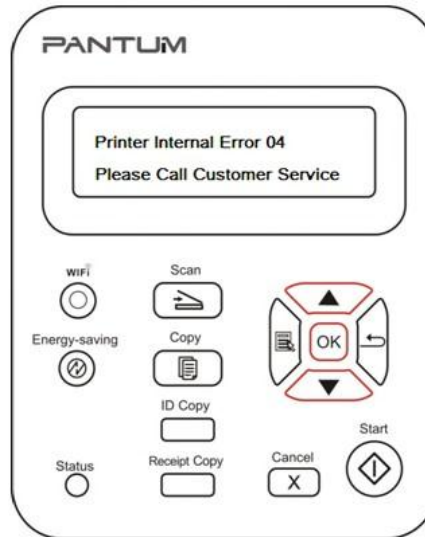 PANTUM
Printer Internal Error 04
Please Call Customer Service
WiFi
Scan
Energy-saving
Copy
OK
ID Copy
Start
Status
Receipt Copy
Cancel
X